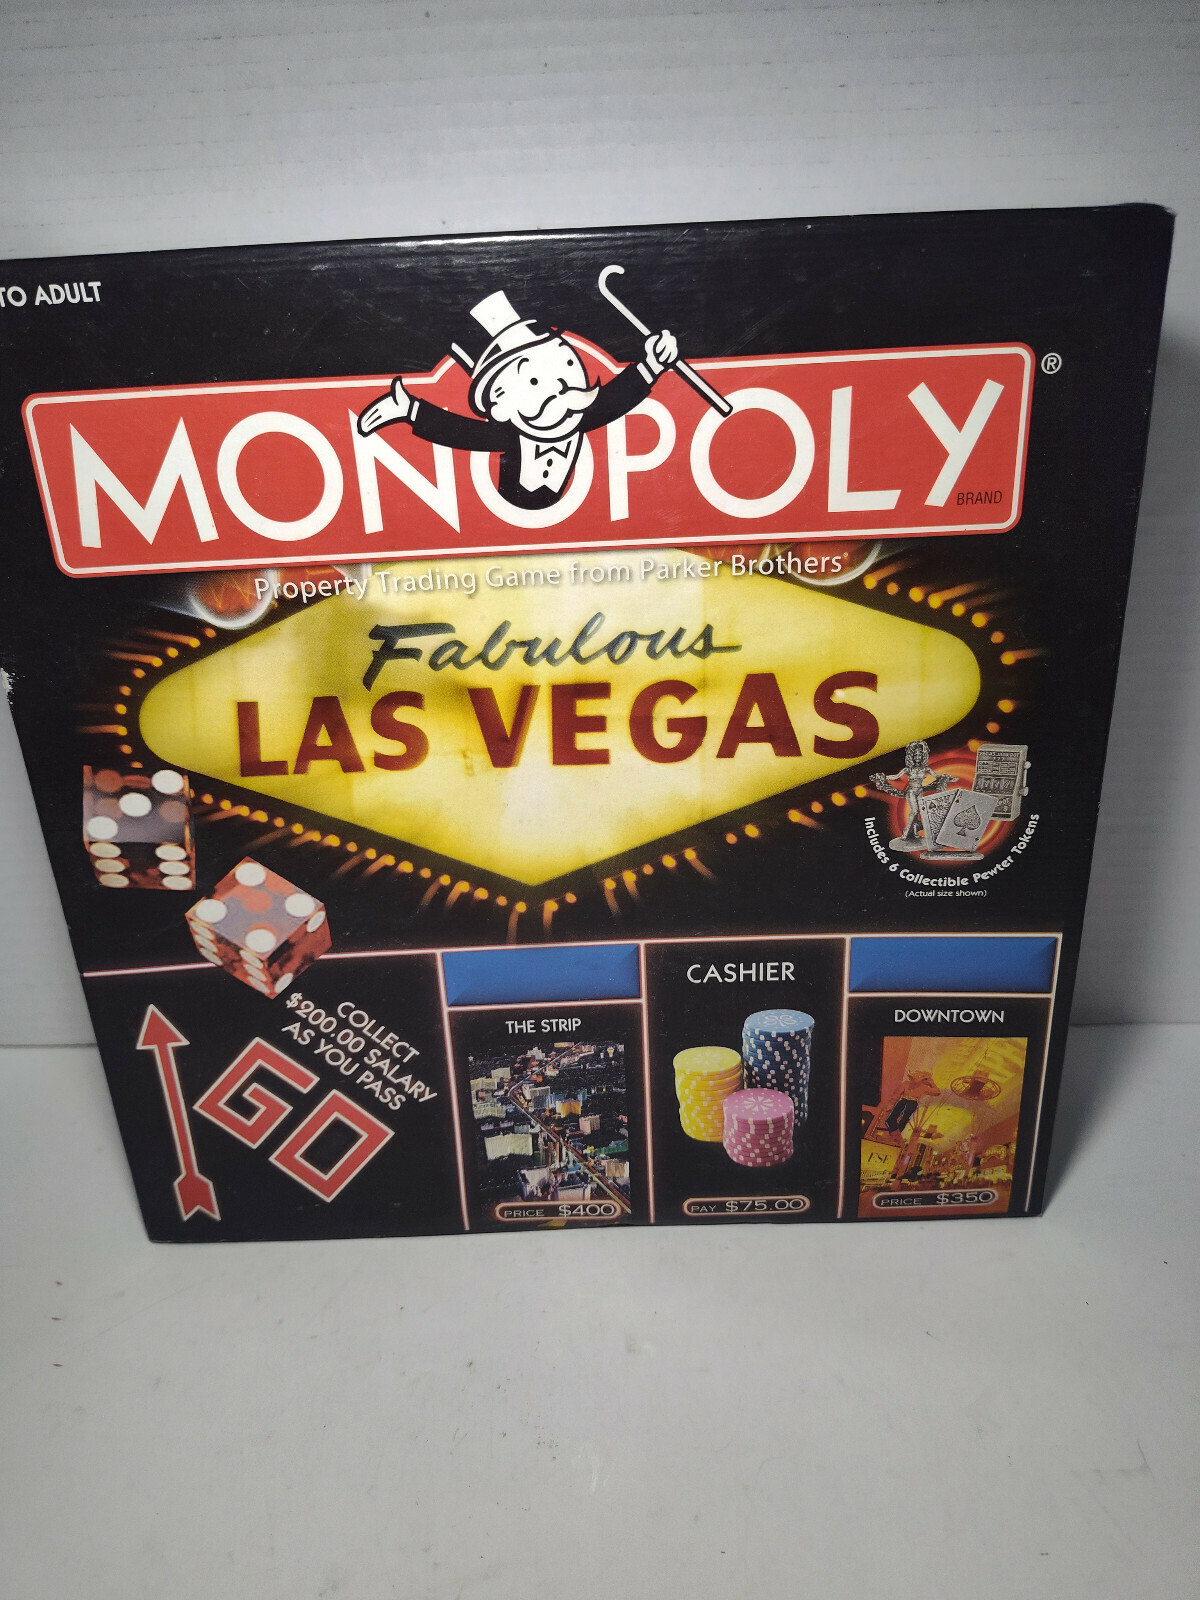 TO ADULT
MONOPOLY®
BRAND
Property Trading Game from Parker Brothers®
Fabulous
LAS VEGAS
Includes 6 Collectible Pewter Tokens
(Actual size shown)
COLLECT
$200.00 SALARY
AS YOU PASS
GO
THE STRIP
PRICE $400
CASHIER
PAY $75.00
DOWNTOWN
PRICE $350